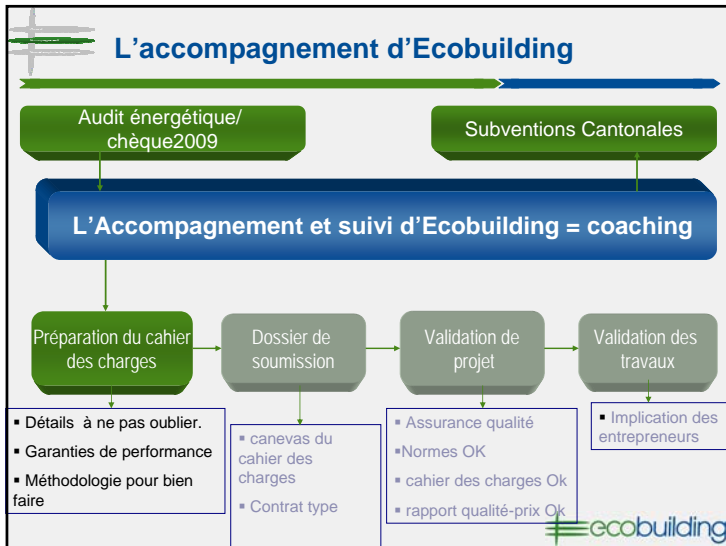 L'accompagnement d'Ecobuilding
Audit énergétique/
chèque2009
Subventions Cantonales
L'Accompagnement et suivi d'Ecobuilding = coaching
Préparation du cahier
des charges
Dossier de
soumission
Validation de
projet
Validation des
travaux
▪ Détails à ne pas oublier.
▪ Garanties de performance
▪ Méthodologie pour bien
faire
▪ canevas du
cahier des
charges
▪ Contrat type
▪ Assurance qualité
▪Normes OK
▪ cahier des charges Ok
▪ rapport qualité-prix Ok
▪ Implication des
entrepreneurs
ecobuilding